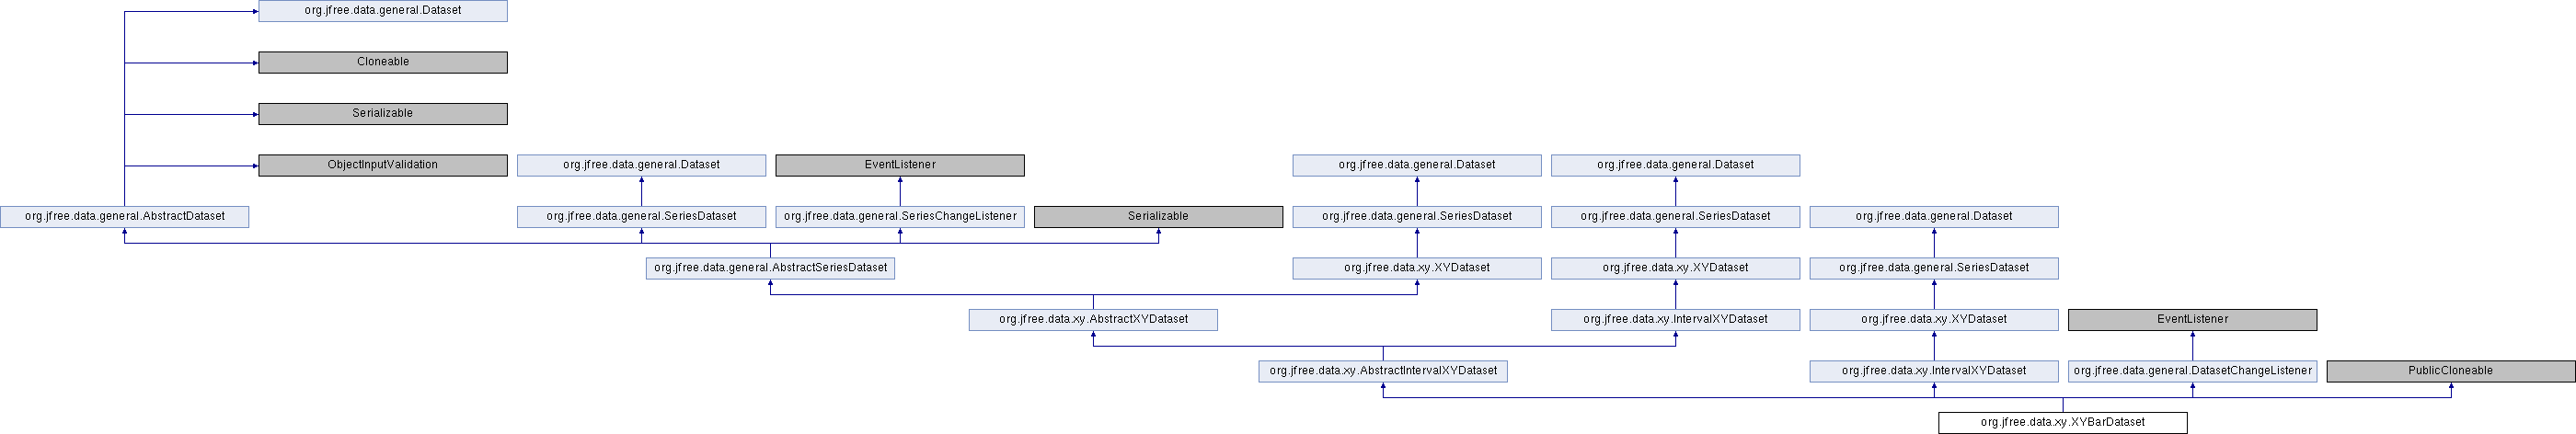 org.jfree.data.general.Dataset
Cloneable
Serializable
ObjectInputValidation
org.jfree.data.general.Dataset
EventListener
org.jfree.data.general.Dataset
org.jfree.data.general.Dataset
org.jfree.data.general.AbstractDataset
org.jfree.data.general.SeriesDataset
org.jfree.data.general.SeriesChangeListener
Serializable
org.jfree.data.general.SeriesDataset
org.jfree.data.general.SeriesDataset
org.jfree.data.general.Dataset
org.jfree.data.general.AbstractSeriesDataset
org.jfree.data.xy.XYDataset
org.jfree.data.xy.XYDataset
org.jfree.data.general.SeriesDataset
org.jfree.data.xy.AbstractXYDataset
org.jfree.data.xy.IntervalXYDataset
org.jfree.data.xy.XYDataset
EventListener
org.jfree.data.xy.AbstractIntervalXYDataset
org.jfree.data.xy.IntervalXYDataset
org.jfree.data.general.DatasetChangeListener
PublicCloneable
org.jfree.data.xy.XYBarDataset